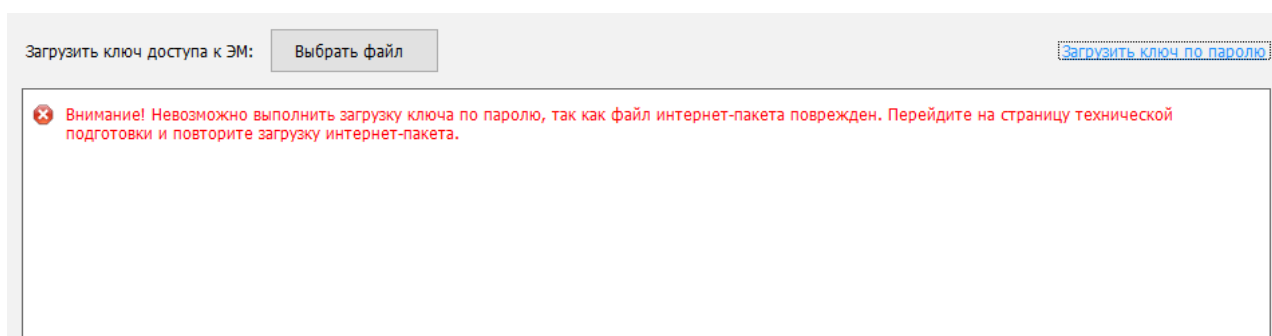 Загрузить ключ доступа к ЭМ: Выбрать файл Загрузить ключ по паролю
Внимание! Невозможно выполнить загрузку ключа по паролю, так как файл интернет-пакета поврежден. Перейдите на страницу технической
подготовки и повторите загрузку интернет-пакета.